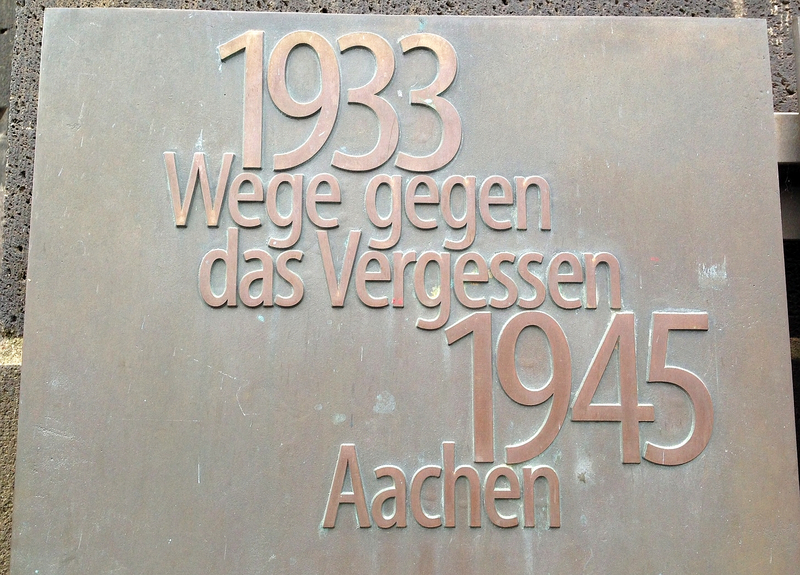 1933
Wege gegen
das Vergessen
1945
Aachen